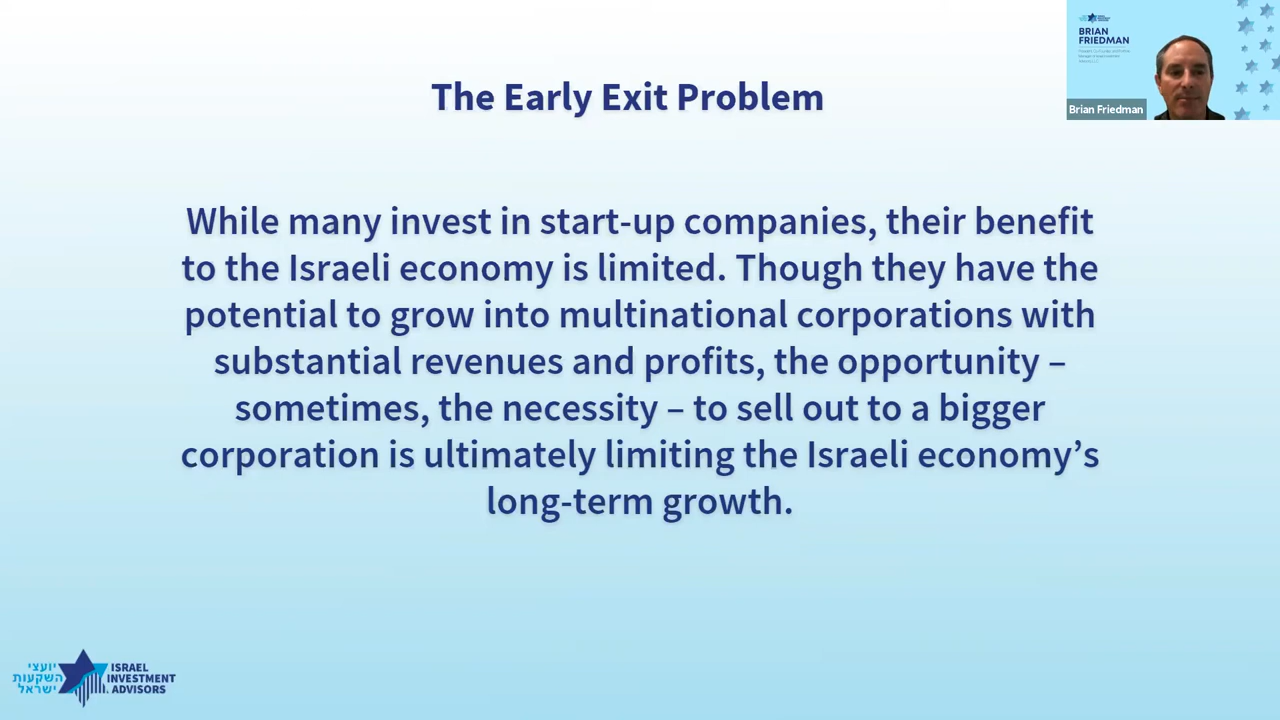 The Early Exit Problem
While many invest in start-up companies, their benefit
to the Israeli economy is limited. Though they have the
potential to grow into multinational corporations with
substantial revenues and profits, the opportunity –
sometimes, the necessity – to sell out to a bigger
corporation is ultimately limiting the Israeli economy’s
long-term growth.
BRIAN
FRIEDMAN
Brian Friedman
יועצי
השקעות
ישראל
ISRAEL
INVESTMENT
ADVISORS